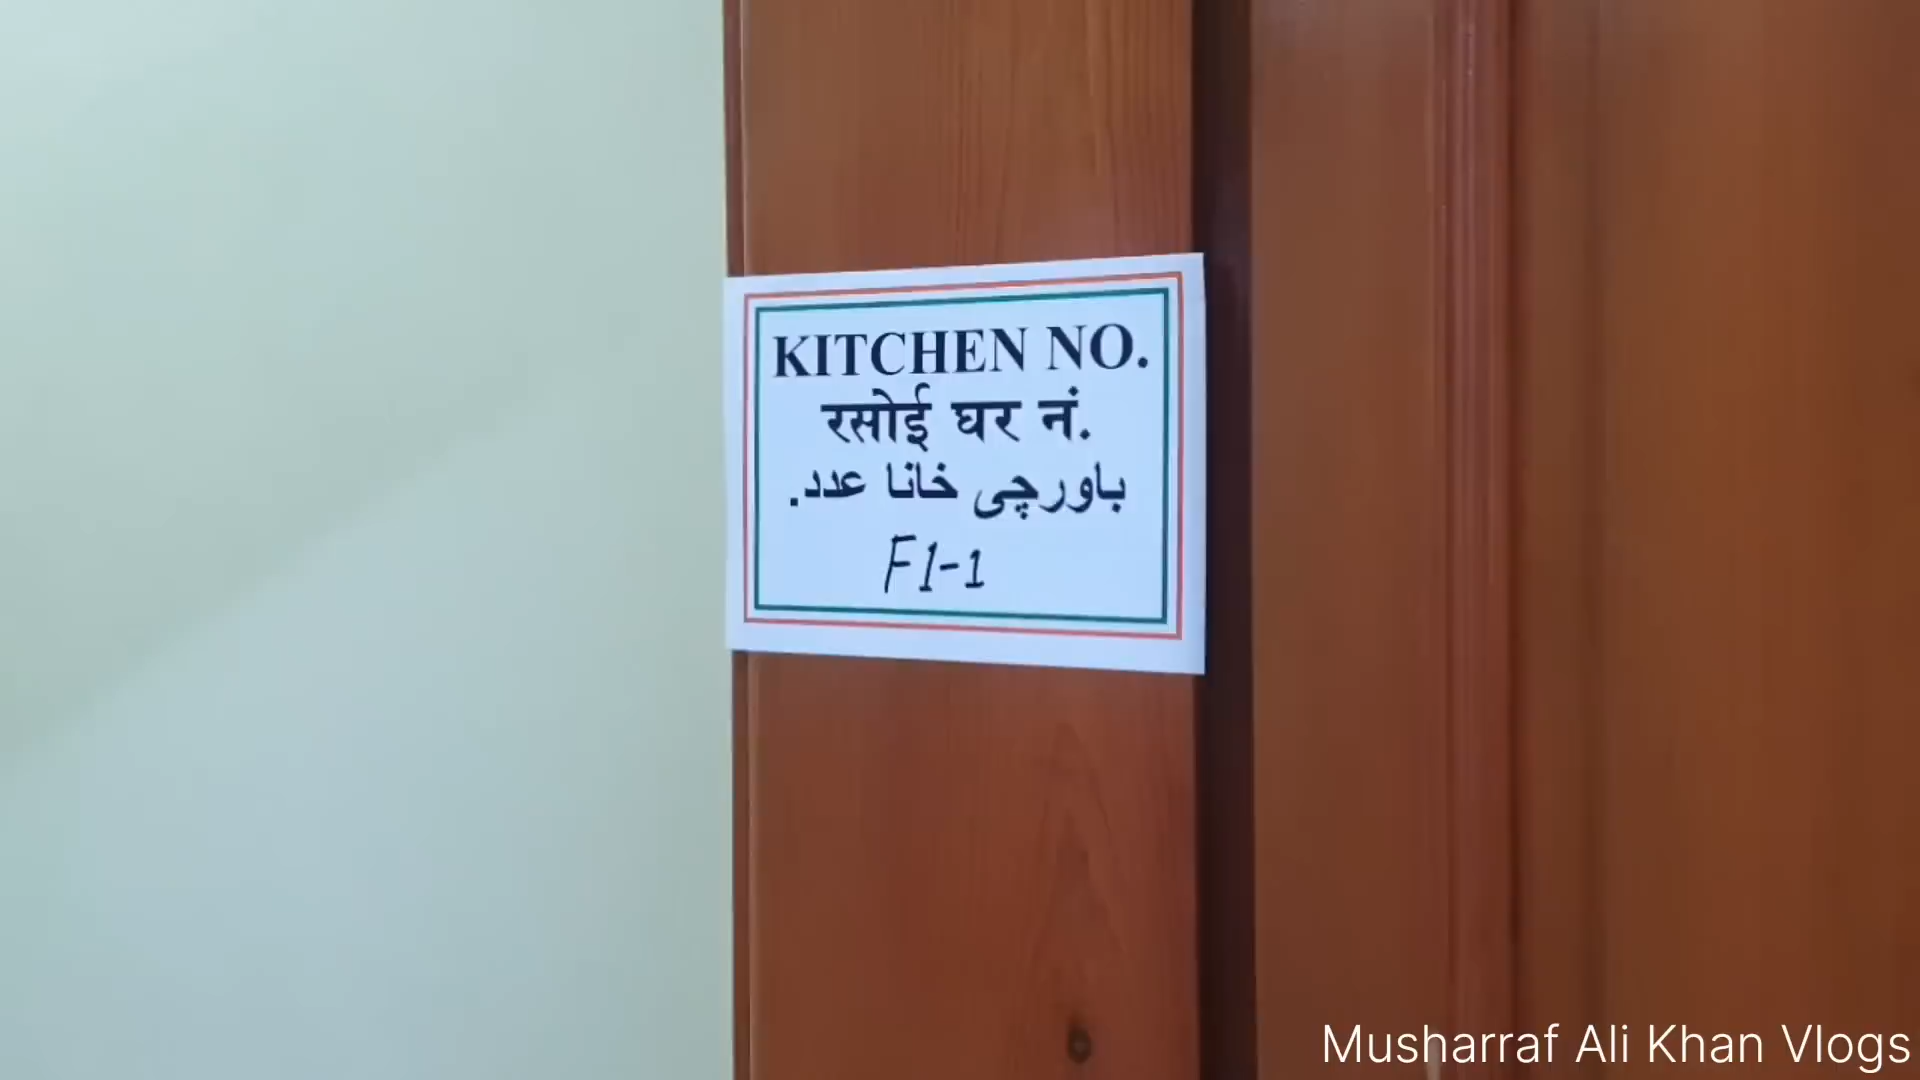 KITCHEN NO.
रसोई घर नं.
باورچی خانا عدد.
F1-1
Musharraf Ali Khan Vlogs